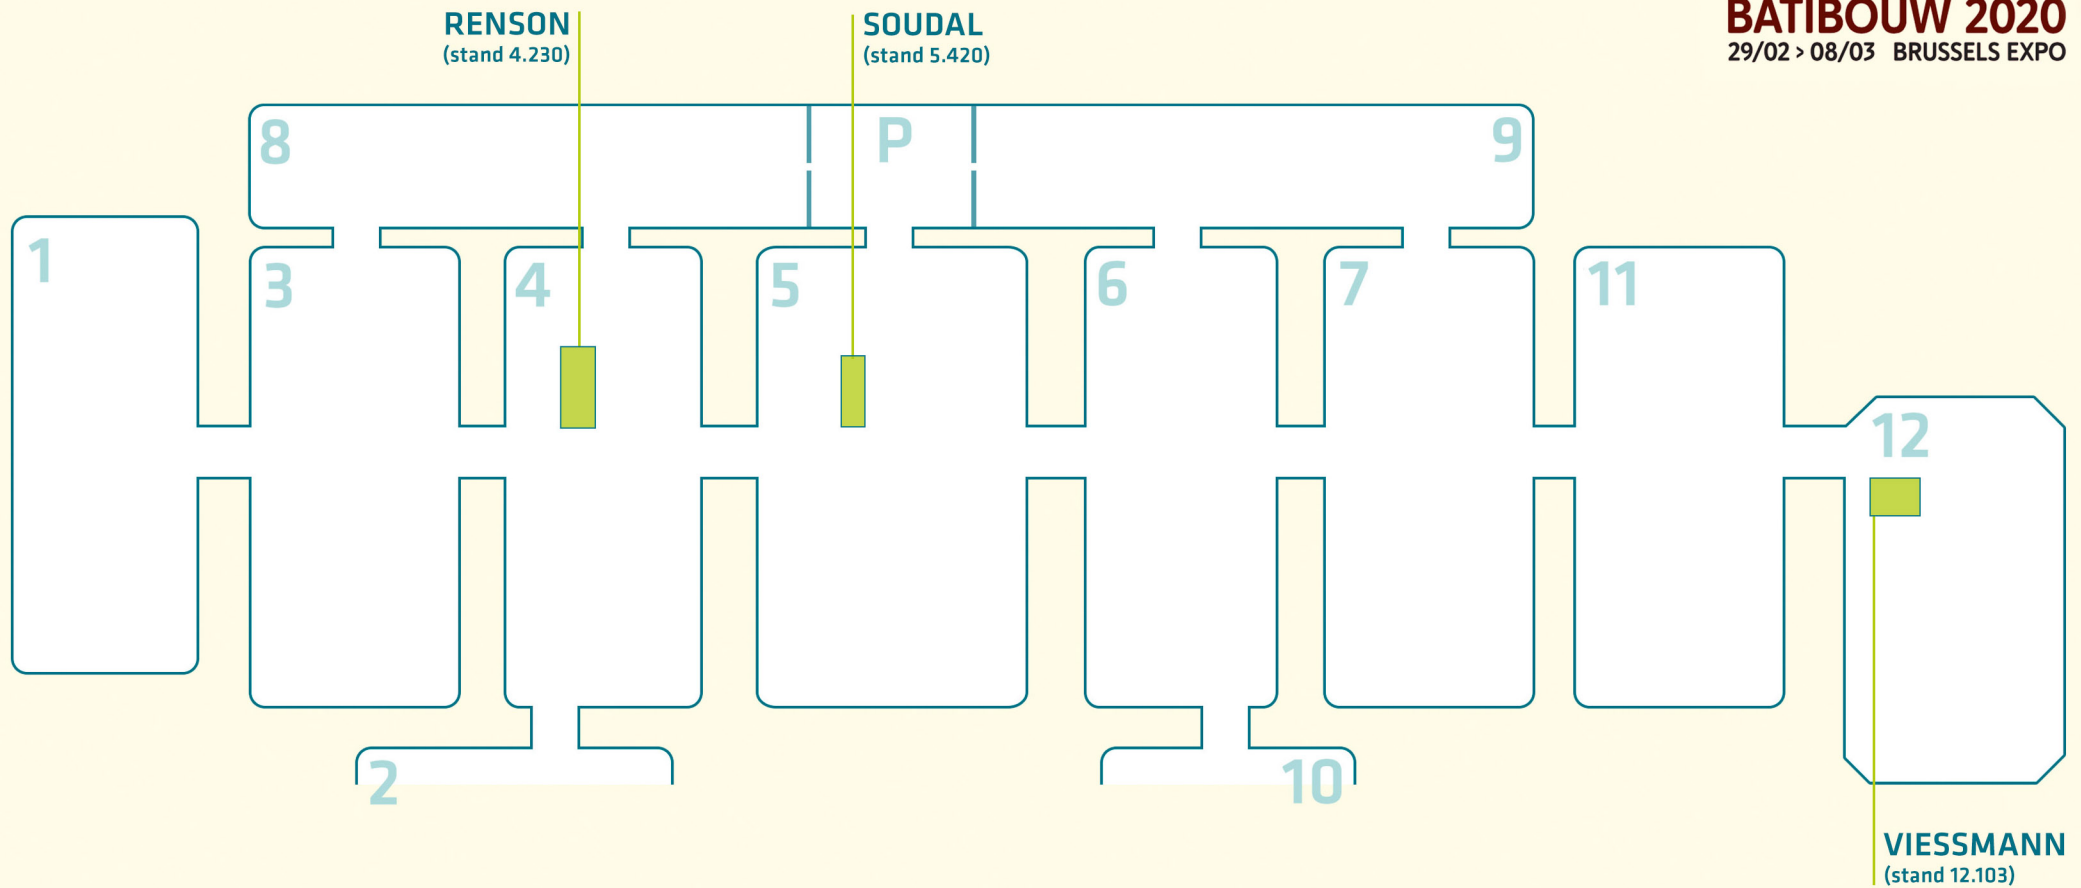 RENSON
(stand 4.230)
SOUDAL
(stand 5.420)
BATIBOUW 2020
29/02 > 08/03 BRUSSELS EXPO
8
P
9
1
3
4
5
6
7
11
12
2
10
VIESSMANN
(stand 12.103)